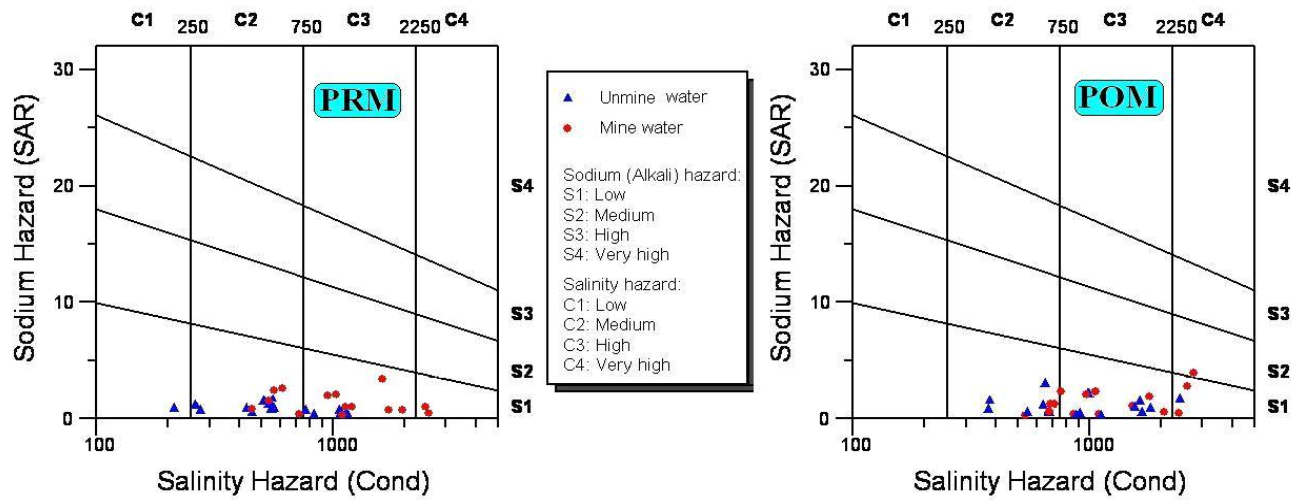 C1 C2 C3 C4
250 750 2250
PRM
30
20
10
0
S4
S3
S2
S1
100 1000
Sodium Hazard (SAR)
Salinity Hazard (Cond)
Unmine water
Mine water
Sodium (Alkali) hazard:
S1: Low
S2: Medium
S3: High
S4: Very high
Salinity hazard:
C1: Low
C2: Medium
C3: High
C4: Very high
C1 C2 C3 C4
250 750 2250
POM
30
20
10
0
S4
S3
S2
S1
100 1000
Sodium Hazard (SAR)
Salinity Hazard (Cond)